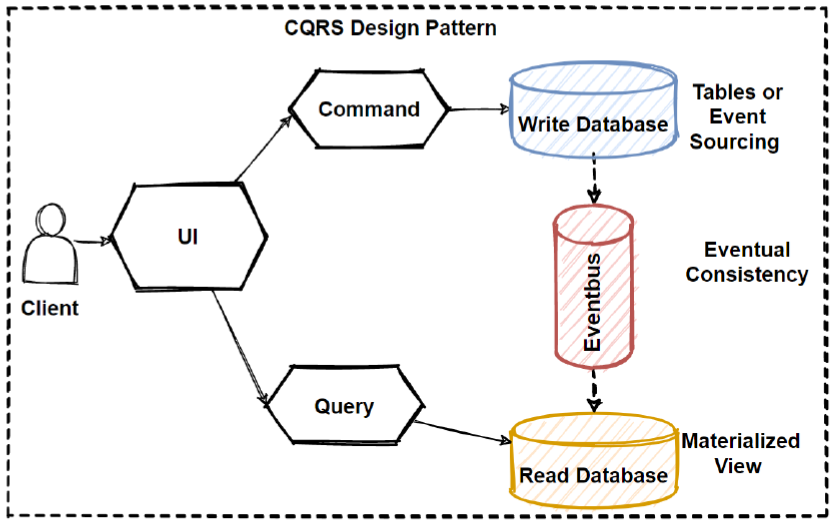 CQRS Design Pattern
Command
Write Database
Tables or
Event
Sourcing
UI
Client
Eventbus
Eventual
Consistency
Query
Read Database
Materialized
View